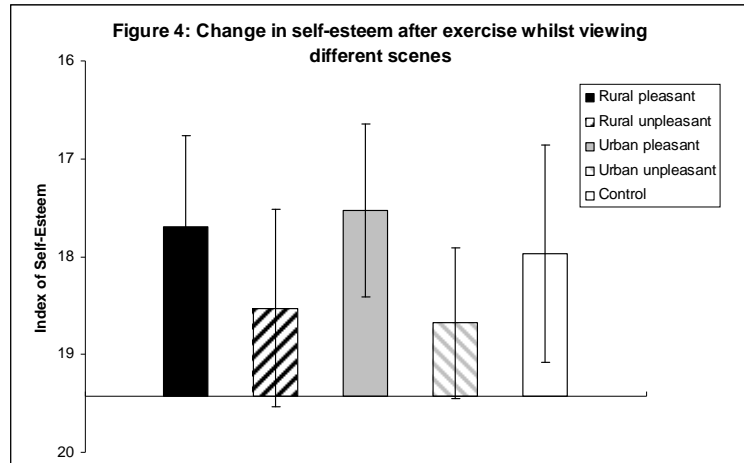 Figure 4: Change in self-esteem after exercise whilst viewing
different scenes
16
17
18
19
20
Index of Self-Esteem
Rural pleasant
Rural unpleasant
Urban pleasant
Urban unpleasant
Control